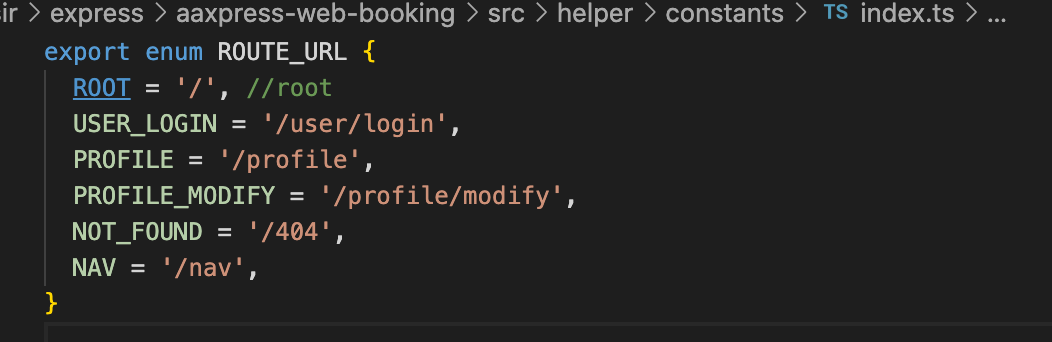 ir > express > aaxpress-web-booking > src > helper > constants > TS index.ts > ...
export enum ROUTE_URL {
  ROOT = '/', //root
  USER_LOGIN = '/user/login',
  PROFILE = '/profile',
  PROFILE_MODIFY = '/profile/modify',
  NOT_FOUND = '/404',
  NAV = '/nav',
}